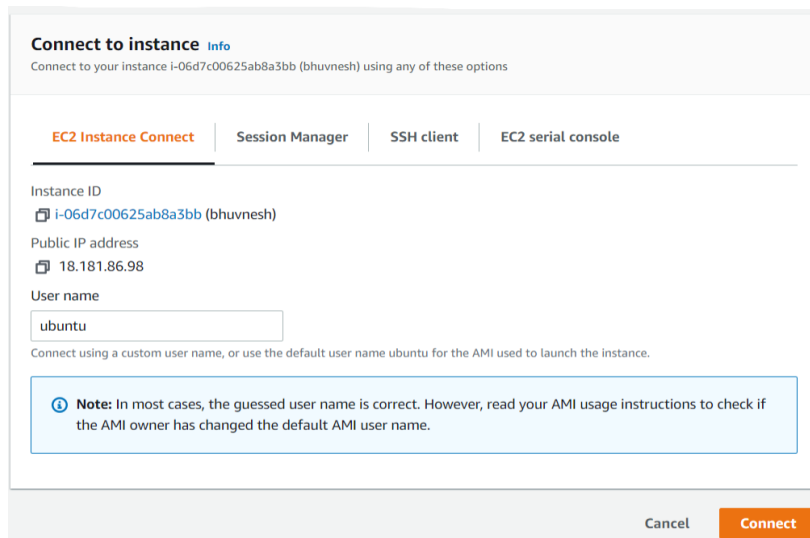 Connect to instance Info
Connect to your instance i-06d7c00625ab8a3bb (bhuvnesh) using any of these options
EC2 Instance Connect Session Manager SSH client EC2 serial console
Instance ID
i-06d7c00625ab8a3bb (bhuvnesh)
Public IP address
18.181.86.98
User name
ubuntu
Connect using a custom user name, or use the default user name ubuntu for the AMI used to launch the instance.
Note: In most cases, the guessed user name is correct. However, read your AMI usage instructions to check if
the AMI owner has changed the default AMI user name.
Cancel Connect